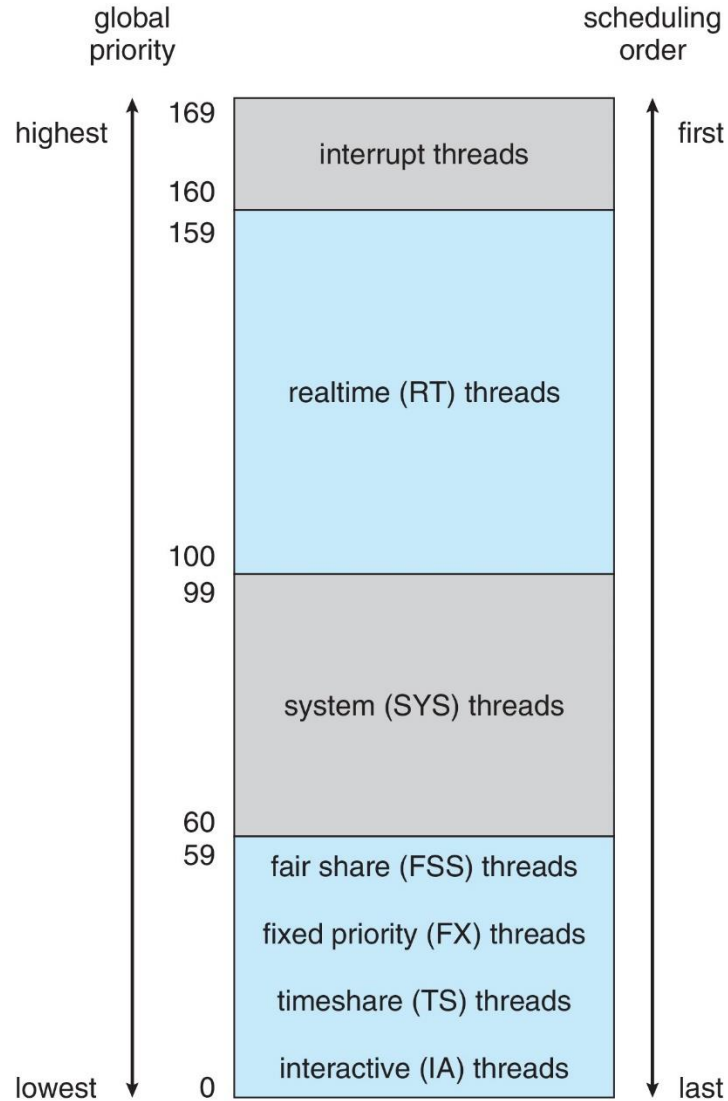 global
priority
scheduling
order
highest
169
interrupt threads
first
160
159
realtime (RT) threads
100
99
system (SYS) threads
60
59
fair share (FSS) threads
fixed priority (FX) threads
timeshare (TS) threads
interactive (IA) threads
lowest
0
last